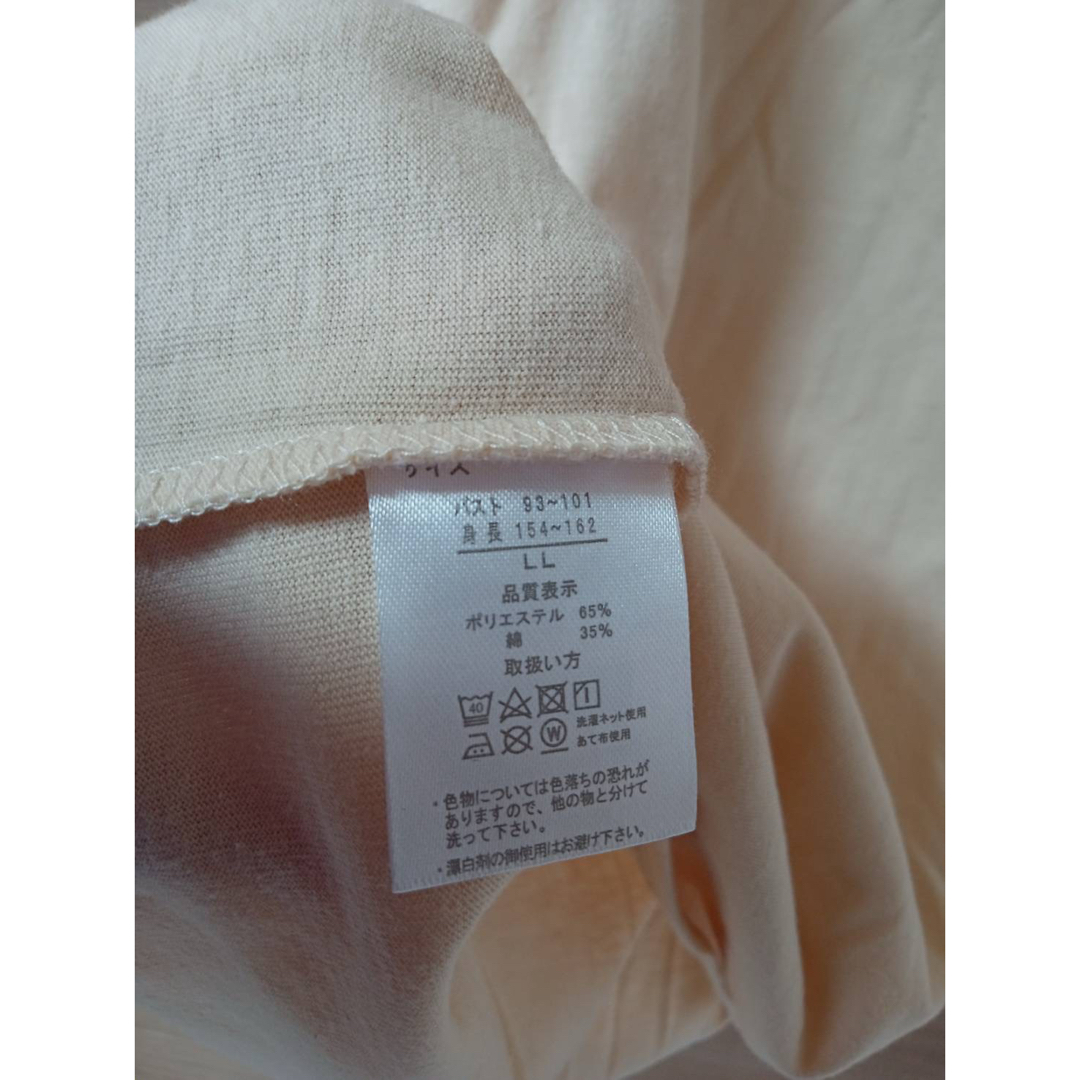 サイズ
バスト 93~101
身長 154~162
LL
品質表示
ポリエステル 65%
綿 35%
取扱い方
40
洗濯ネット使用
W あて布使用
・色物については色落ちの恐れが
ありますので、他の物と分けて
洗って下さい。
・漂白剤の御使用はお避け下さい。